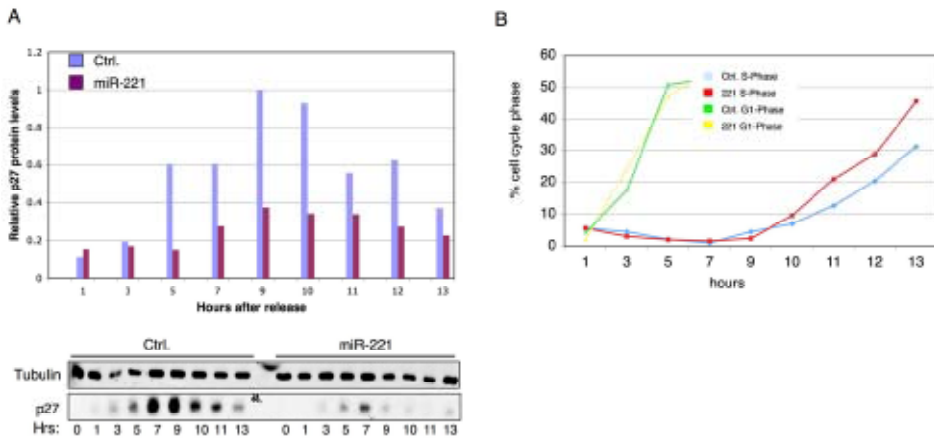 A
1.2
1
0.8
0.6
0.4
0.2
0
Relative p27 protein levels
Ctrl.
miR-221
1 3 5 7 9 10 11 12 13
Hours after release
Ctrl. miR-221
Tubulin
p27
Hrs: 0 1 3 5 7 9 10 11 13 0 1 3 5 7 9 10 11 13
B
60
50
40
30
20
10
0
% cell cycle phase
Ctrl. S-Phase
221 S-Phase
Ctrl. G1-Phase
221 G1-Phase
1 3 5 7 9 10 11 12 13
hours